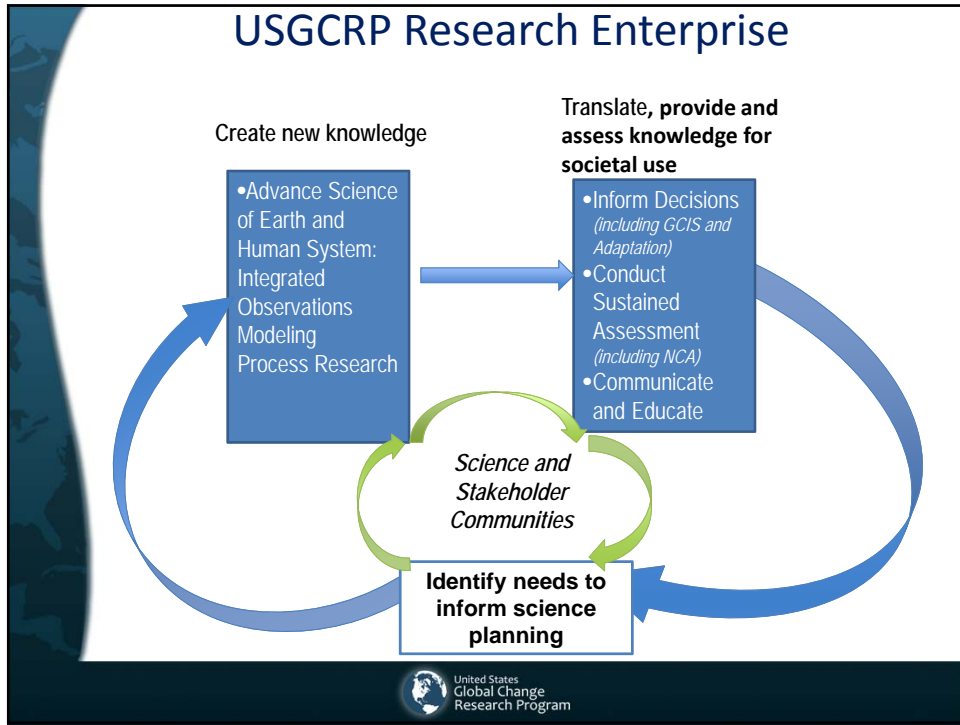 USGCRP Research Enterprise
Create new knowledge
•Advance Science
of Earth and
Human System:
Integrated
Observations
Modeling
Process Research
Translate, provide and
assess knowledge for
societal use
•Inform Decisions
(including GCIS and
Adaptation)
•Conduct
Sustained
Assessment
(including NCA)
•Communicate
and Educate
Science and
Stakeholder
Communities
Identify needs to
inform science
planning
United States
Global Change
Research Program